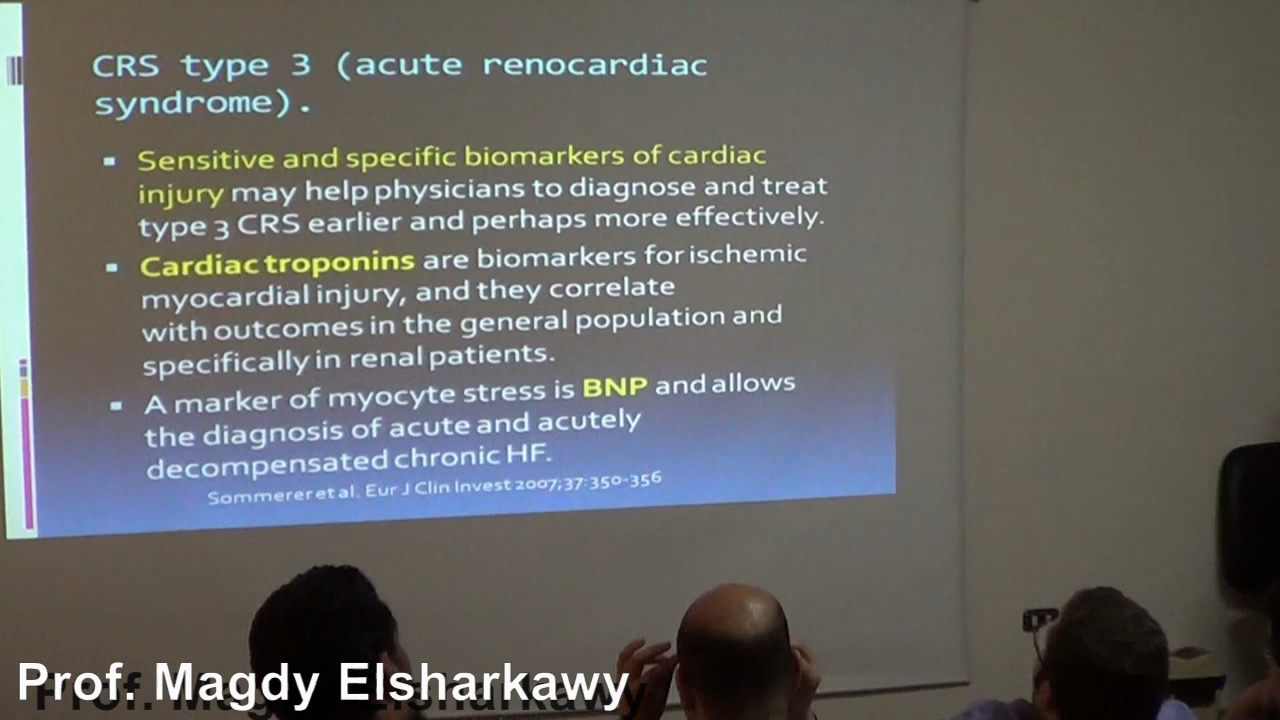 CRS type 3 (acute renocardiac
syndrome).
▪ Sensitive and specific biomarkers of cardiac
injury may help physicians to diagnose and treat
type 3 CRS earlier and perhaps more effectively.
▪ Cardiac troponins are biomarkers for ischemic
myocardial injury, and they correlate
with outcomes in the general population and
specifically in renal patients.
▪ A marker of myocyte stress is BNP and allows
the diagnosis of acute and acutely
decompensated chronic HF.
Sommerer et al. Eur J Clin Invest 2007;37:350-356
Prof. Magdy Elsharkawy